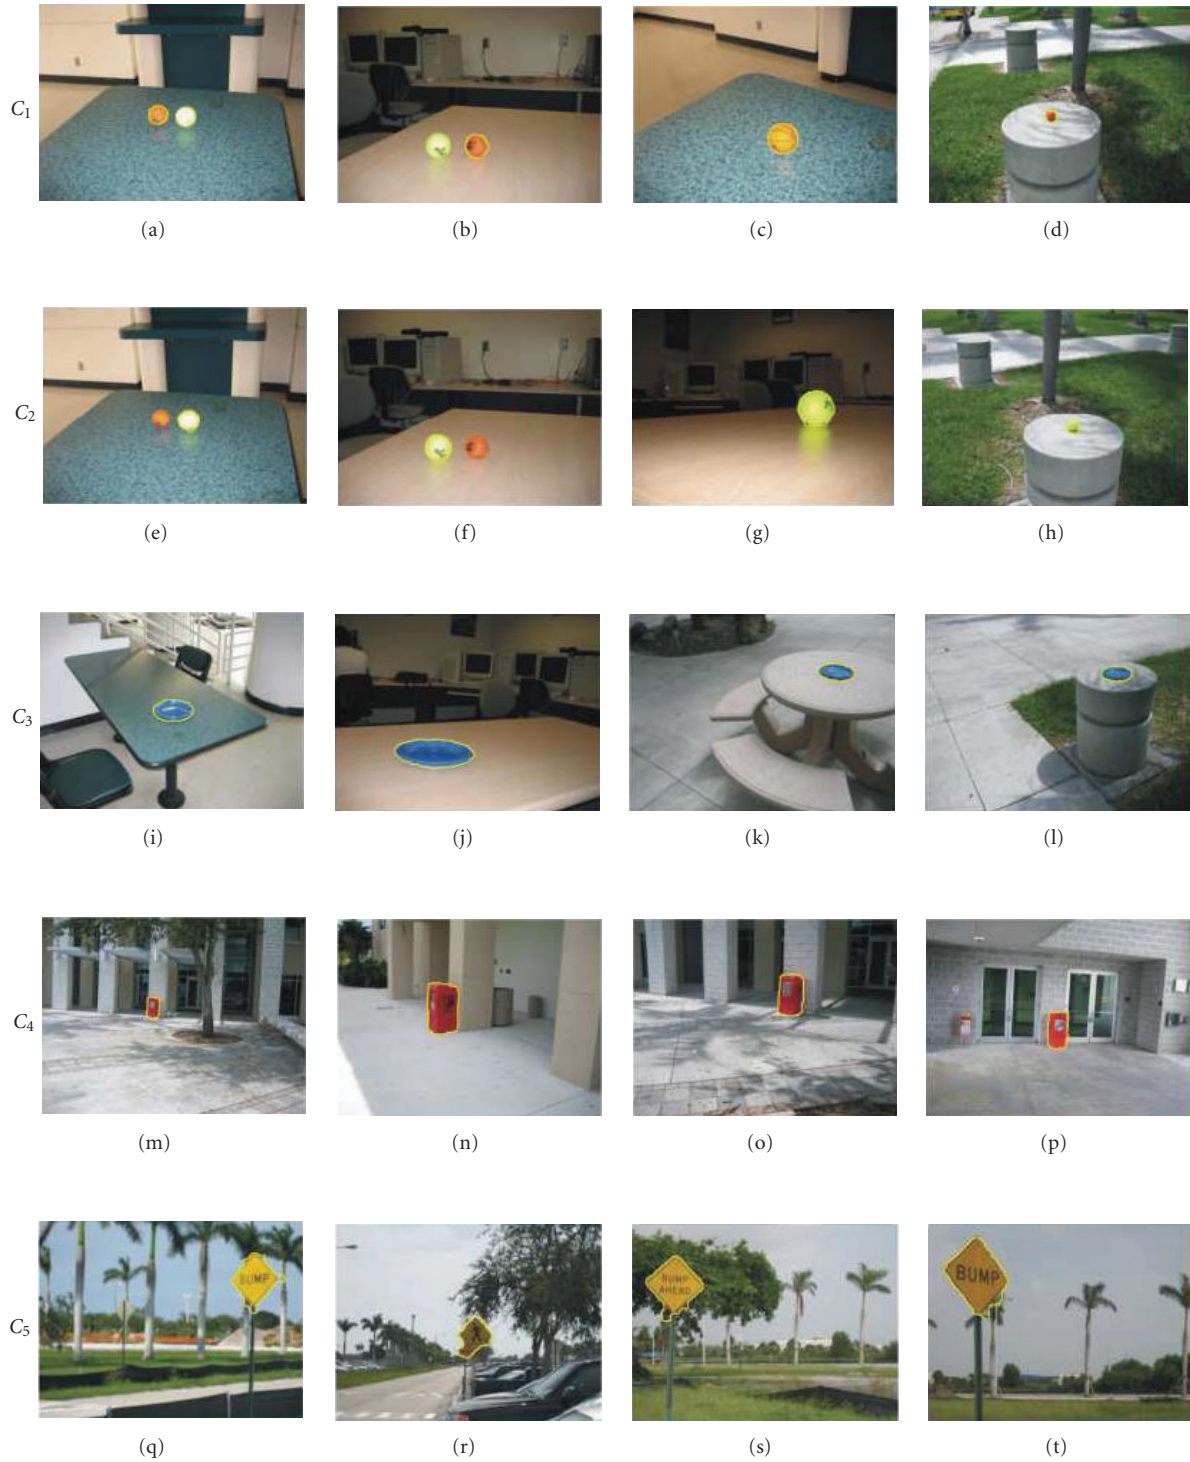 C1
(a)
(b)
(c)
(d)
C2
(e)
(f)
(g)
(h)
C3
(i)
(j)
(k)
(l)
C4
(m)
(n)
(o)
(p)
C5
BUMP
BUMP
AHEAD
BUMP
(q)
(r)
(s)
(t)